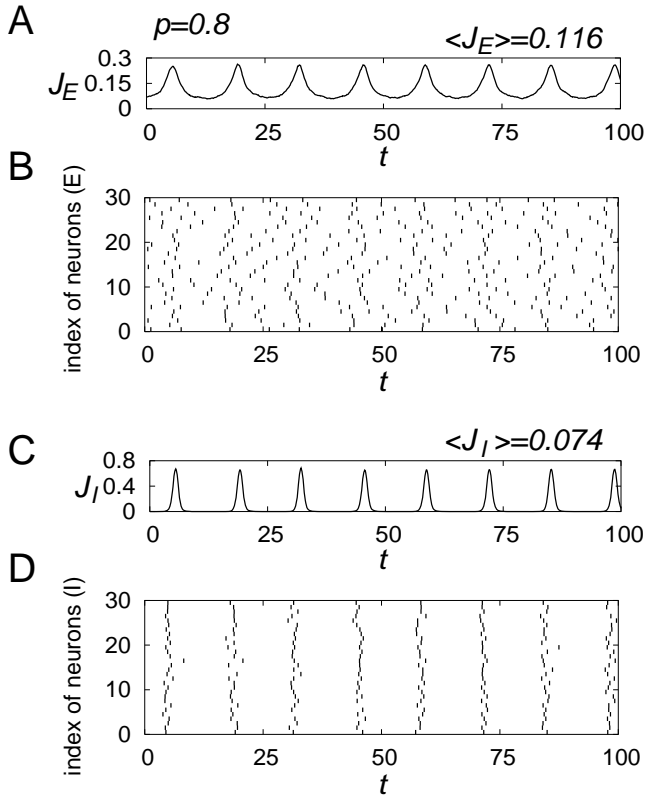 A
p=0.8
<J_E>=0.116
J_E
0.3
0.15
0
0 25 50 75 100
t
B
index of neurons (E)
30
20
10
0
0 25 50 75 100
t
C
<J_I>=0.074
J_I
0.8
0.4
0
0 25 50 75 100
t
D
index of neurons (I)
30
20
10
0
0 25 50 75 100
t